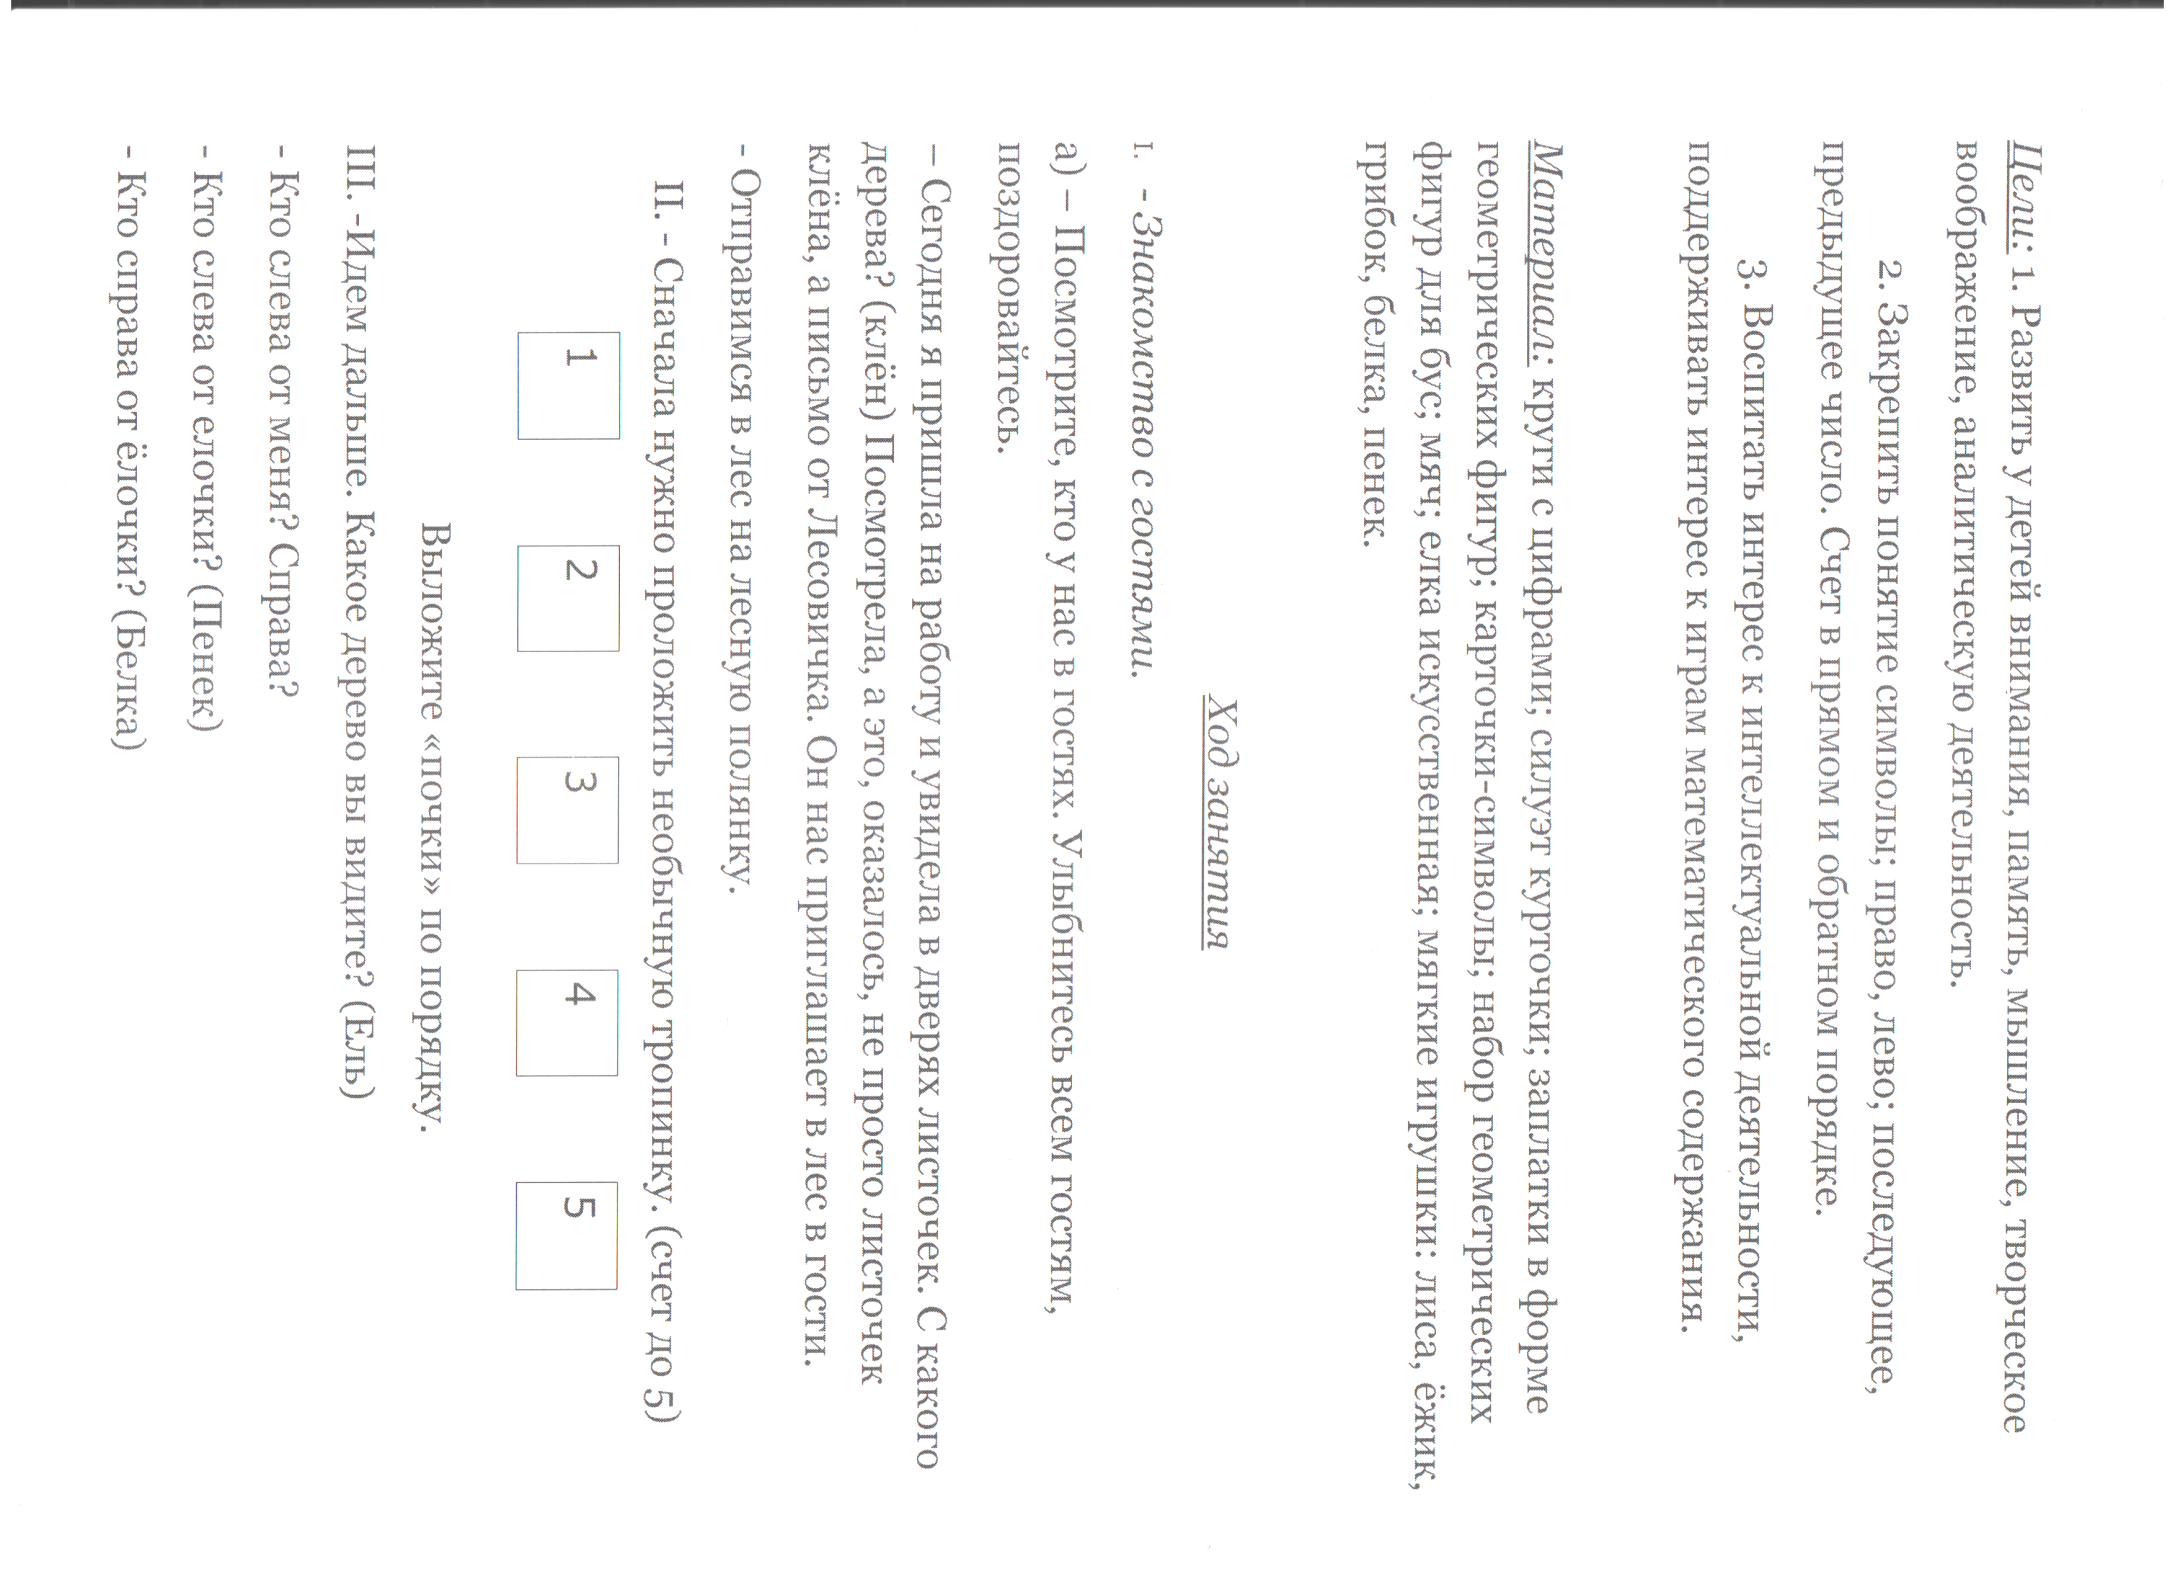 Цели: 1. Развить у детей внимания, память, мышление, творческое
воображение, аналитическую деятельность.
2. Закрепить понятие символы; право, лево; последующее,
предыдущее число. Счет в прямом и обратном порядке.
3. Воспитать интерес к интеллектуальной деятельности,
поддерживать интерес к играм математического содержания.
Материал: круги с цифрами; силуэт курточки; заплатки в форме
геометрических фигур; карточки-символы; набор геометрических
фигур для бус; мяч; елка искусственная; мягкие игрушки: лиса, ёжик,
грибок, белка, пенек.
Ход занятия
I. - Знакомство с гостями.
а) – Посмотрите, кто у нас в гостях. Улыбнитесь всем гостям,
поздоровайтесь.
– Сегодня я пришла на работу и увидела в дверях листочек. С какого
дерева? (клён) Посмотрела, а это, оказалось, не просто листочек
клёна, а письмо от Лесовичка. Он нас приглашает в лес в гости.
- Отправимся в лес на лесную полянку.
II. - Сначала нужно проложить необычную тропинку. (счет до 5)
1 2 3 4 5
Выложите «почки» по порядку.
III. -Идем дальше. Какое дерево вы видите? (Ель)
- Кто слева от меня? Справа?
- Кто слева от елочки? (Пенек)
- Кто справа от ёлочки? (Белка)